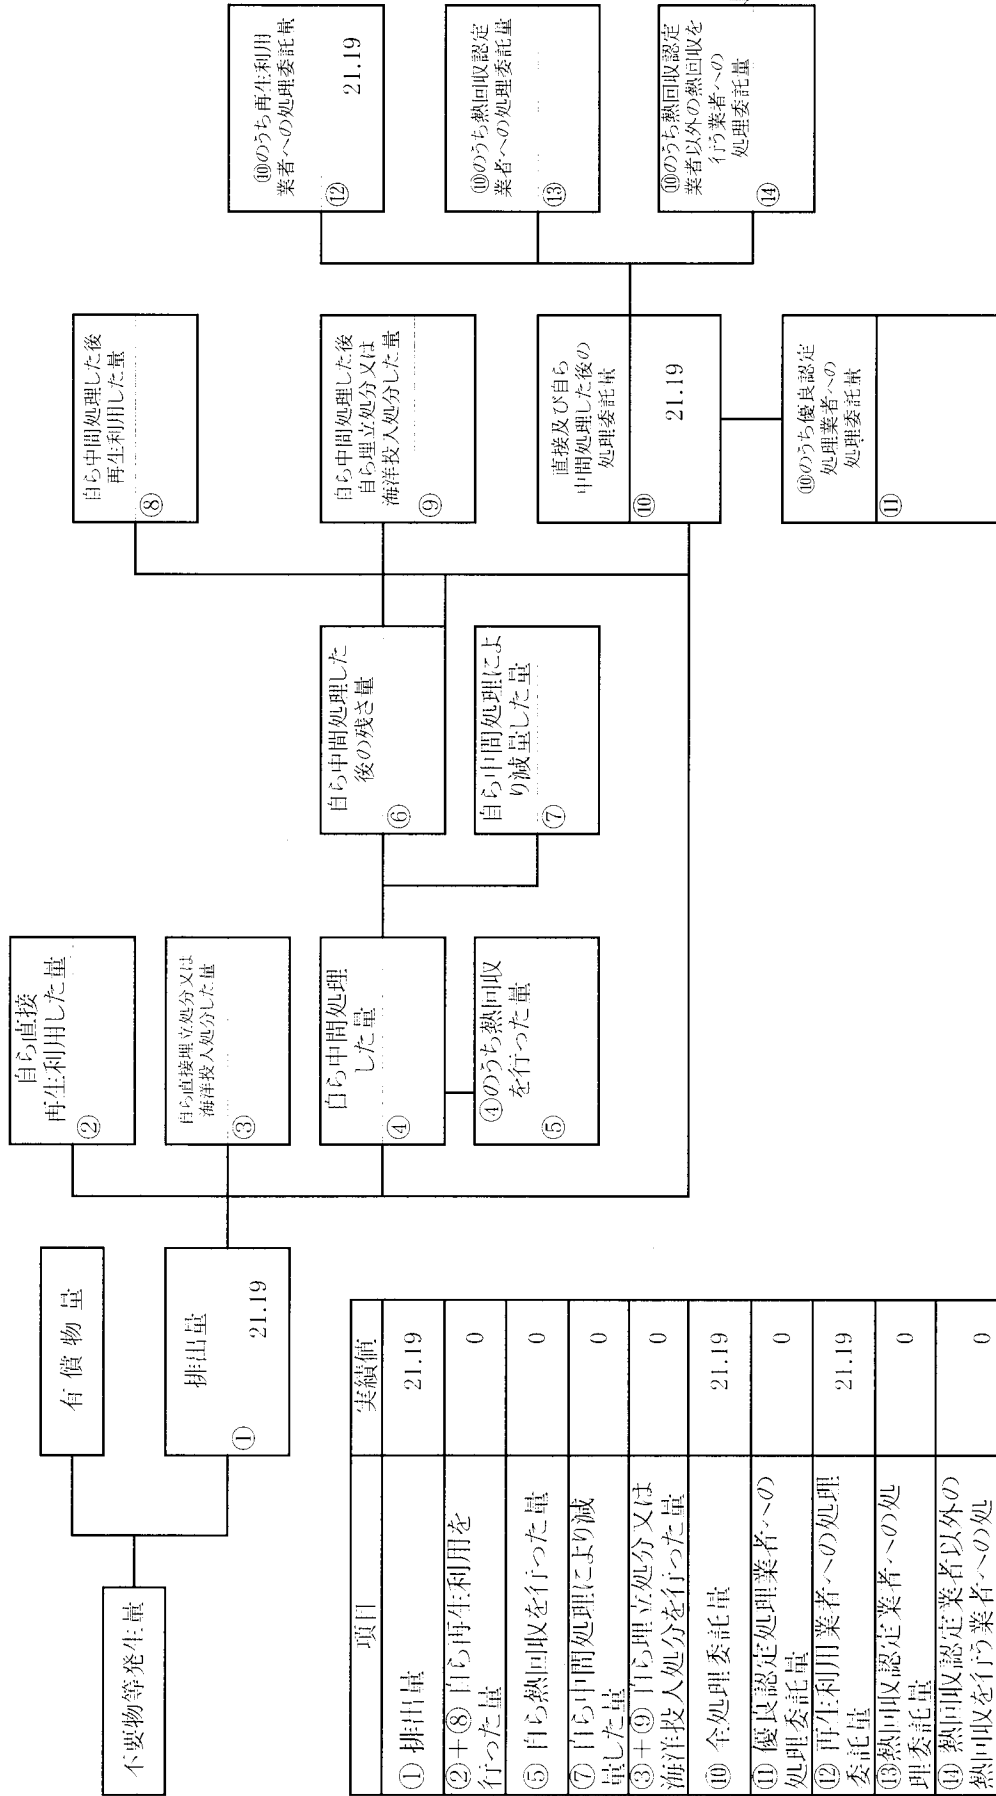 不要物等発生量
有償物量
排出量
①
21.19
自ら直接
再生利用した量
②
自ら直接埋立処分又は
海洋投入処分した量
③
自ら中間処理
した量
④
④のうち熱回収
を行った量
⑤
自ら中間処理した
後の残さ量
⑥
自ら中間処理によ
り減量した量
⑦
自ら中間処理した後
再生利用した量
⑧
自ら中間処理した後
自ら埋立処分又は
海洋投入処分した量
⑨
直接及び自ら
中間処理した後の
処理委託量
⑩
21.19
⑩のうち優良認定
処理業者への
処理委託量
⑪
⑩のうち再生利用
業者への処理委託量
⑫
21.19
⑩のうち熱回収認定
業者への処理委託量
⑬
⑩のうち熱回収認定
業者以外の熱回収を
行う業者への
処理委託量
⑭
項目 実績値
①排出量 21.19
②+⑧自ら再生利用を
行った量 0
⑤自ら熱回収を行った量 0
⑦自ら中間処理により減
量した量 0
③+⑨自ら埋立処分又は
海洋投入処分を行った量 0
⑩全処理委託量 21.19
⑪優良認定処理業者への
処理委託量 0
⑫再生利用業者への処理
委託量 21.19
⑬熱回収認定業者への処
理委託量 0
⑭熱回収認定業者以外の
熱回収を行う業者への処 0